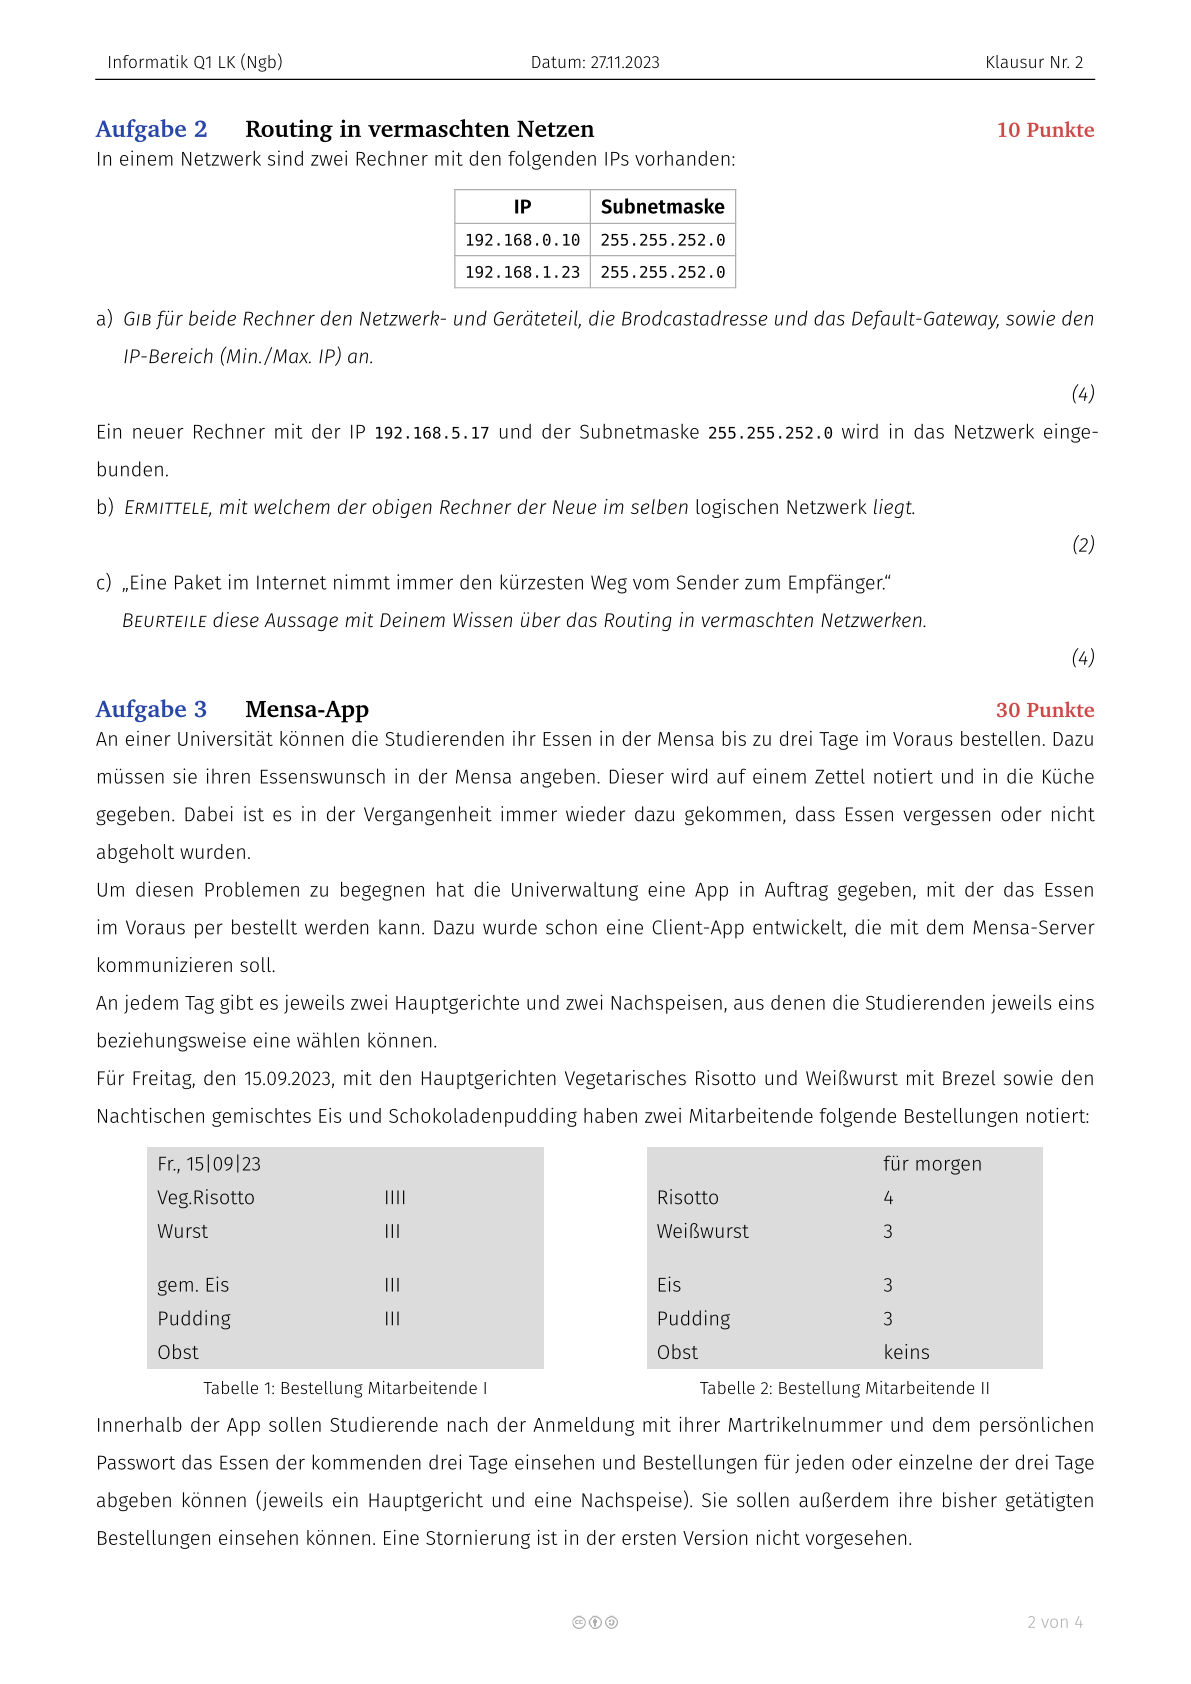 Informatik Q1 LK (Ngb) Datum: 27.11.2023 Klausur Nr. 2
Aufgabe 2 Routing in vermaschten Netzen 10 Punkte
In einem Netzwerk sind zwei Rechner mit den folgenden IPs vorhanden:
IP Subnetmaske
192.168.0.10 255.255.252.0
192.168.1.23 255.255.252.0
a) GIB für beide Rechner den Netzwerk- und Geräteteil, die Brodcastadresse und das Default-Gateway, sowie den
IP-Bereich (Min./Max. IP) an.
(4)
Ein neuer Rechner mit der IP 192.168.5.17 und der Subnetmaske 255.255.252.0 wird in das Netzwerk einge-
bunden.
b) ERMITTELE, mit welchem der obigen Rechner der Neue im selben logischen Netzwerk liegt.
(2)
c) „Eine Paket im Internet nimmt immer den kürzesten Weg vom Sender zum Empfänger.“
BEURTEILE diese Aussage mit Deinem Wissen über das Routing in vermaschten Netzwerken.
(4)
Aufgabe 3 Mensa-App 30 Punkte
An einer Universität können die Studierenden ihr Essen in der Mensa bis zu drei Tage im Voraus bestellen. Dazu
müssen sie ihren Essenswunsch in der Mensa angeben. Dieser wird auf einem Zettel notiert und in die Küche
gegeben. Dabei ist es in der Vergangenheit immer wieder dazu gekommen, dass Essen vergessen oder nicht
abgeholt wurden.
Um diesen Problemen zu begegnen hat die Univerwaltung eine App in Auftrag gegeben, mit der das Essen
im Voraus per bestellt werden kann. Dazu wurde schon eine Client-App entwickelt, die mit dem Mensa-Server
kommunizieren soll.
An jedem Tag gibt es jeweils zwei Hauptgerichte und zwei Nachspeisen, aus denen die Studierenden jeweils eins
beziehungsweise eine wählen können.
Für Freitag, den 15.09.2023, mit den Hauptgerichten Vegetarisches Risotto und Weißwurst mit Brezel sowie den
Nachtischen gemischtes Eis und Schokoladenpudding haben zwei Mitarbeitende folgende Bestellungen notiert:
Fr., 15|09|23
Veg.Risotto IIII
Wurst III
gem. Eis III
Pudding III
Obst
Tabelle 1: Bestellung Mitarbeitende I
für morgen
Risotto 4
Weißwurst 3
Eis 3
Pudding 3
Obst keins
Tabelle 2: Bestellung Mitarbeitende II
Innerhalb der App sollen Studierende nach der Anmeldung mit ihrer Martrikelnummer und dem persönlichen
Passwort das Essen der kommenden drei Tage einsehen und Bestellungen für jeden oder einzelne der drei Tage
abgeben können (jeweils ein Hauptgericht und eine Nachspeise). Sie sollen außerdem ihre bisher getätigten
Bestellungen einsehen können. Eine Stornierung ist in der ersten Version nicht vorgesehen.
2 von 4